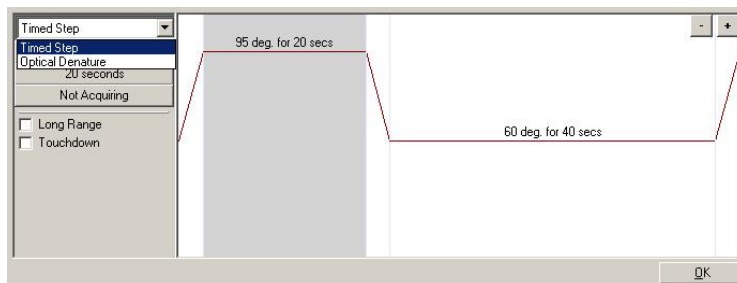 Timed Step
Timed Step
Optical Denature
20 seconds
Not Acquiring
Long Range
Touchdown
95 deg. for 20 secs
60 deg. for 40 secs
- +
OK